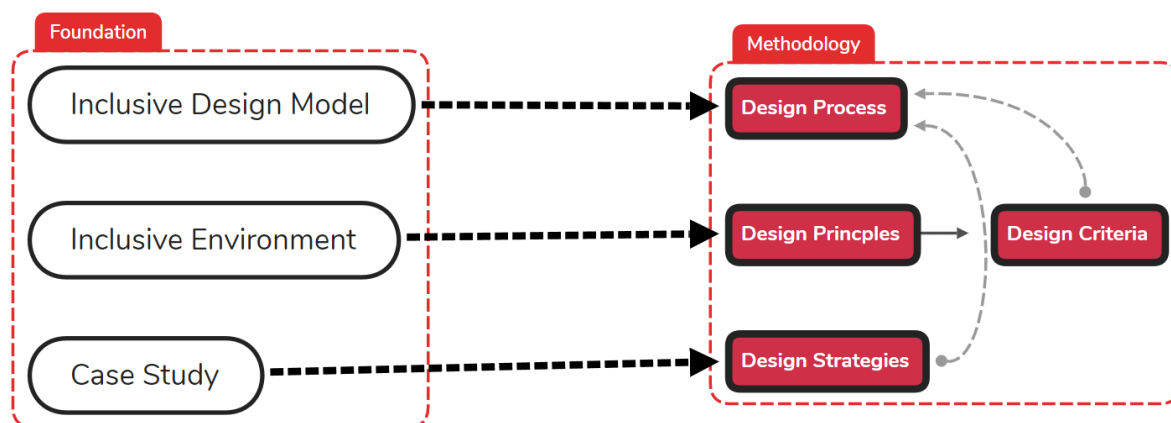 Foundation
Methodology
Inclusive Design Model
Design Process
Inclusive Environment
Design Princples
Design Criteria
Case Study
Design Strategies